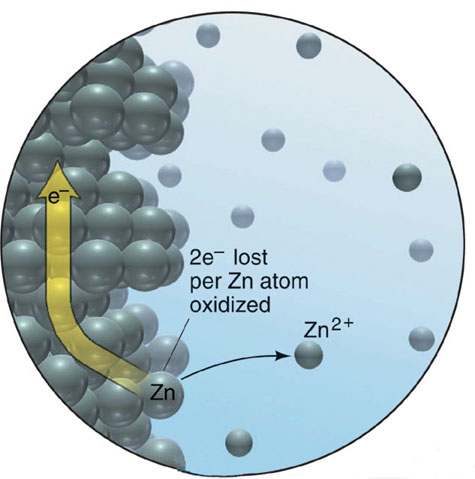 e⁻
2e⁻ lost
per Zn atom
oxidized
Zn²⁺
Zn